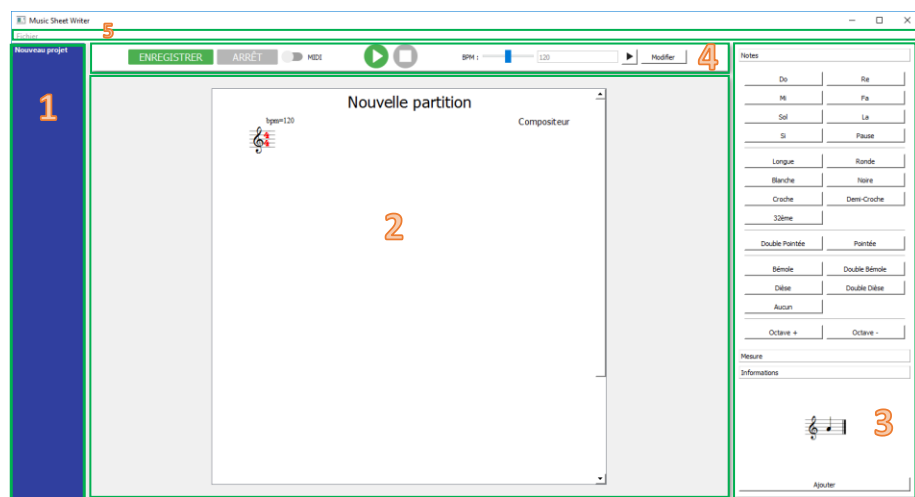 Music Sheet Writer
Fichier
5
Nouveau projet
1
ENREGISTRER ARRÊT MIDI BPM : 120 Modifier 4
Nouvelle partition
bpm=120
Compositeur
2
Notes
Do Re
Mi Fa
Sol La
Si Pause
Longue Ronde
Blanche Noire
Croche Demi-Croche
32ème
Double Pointée Pointée
Bémole Double Bémole
Dièse Double Dièse
Aucun
Octave + Octave -
Mesure
Informations
3
Ajouter